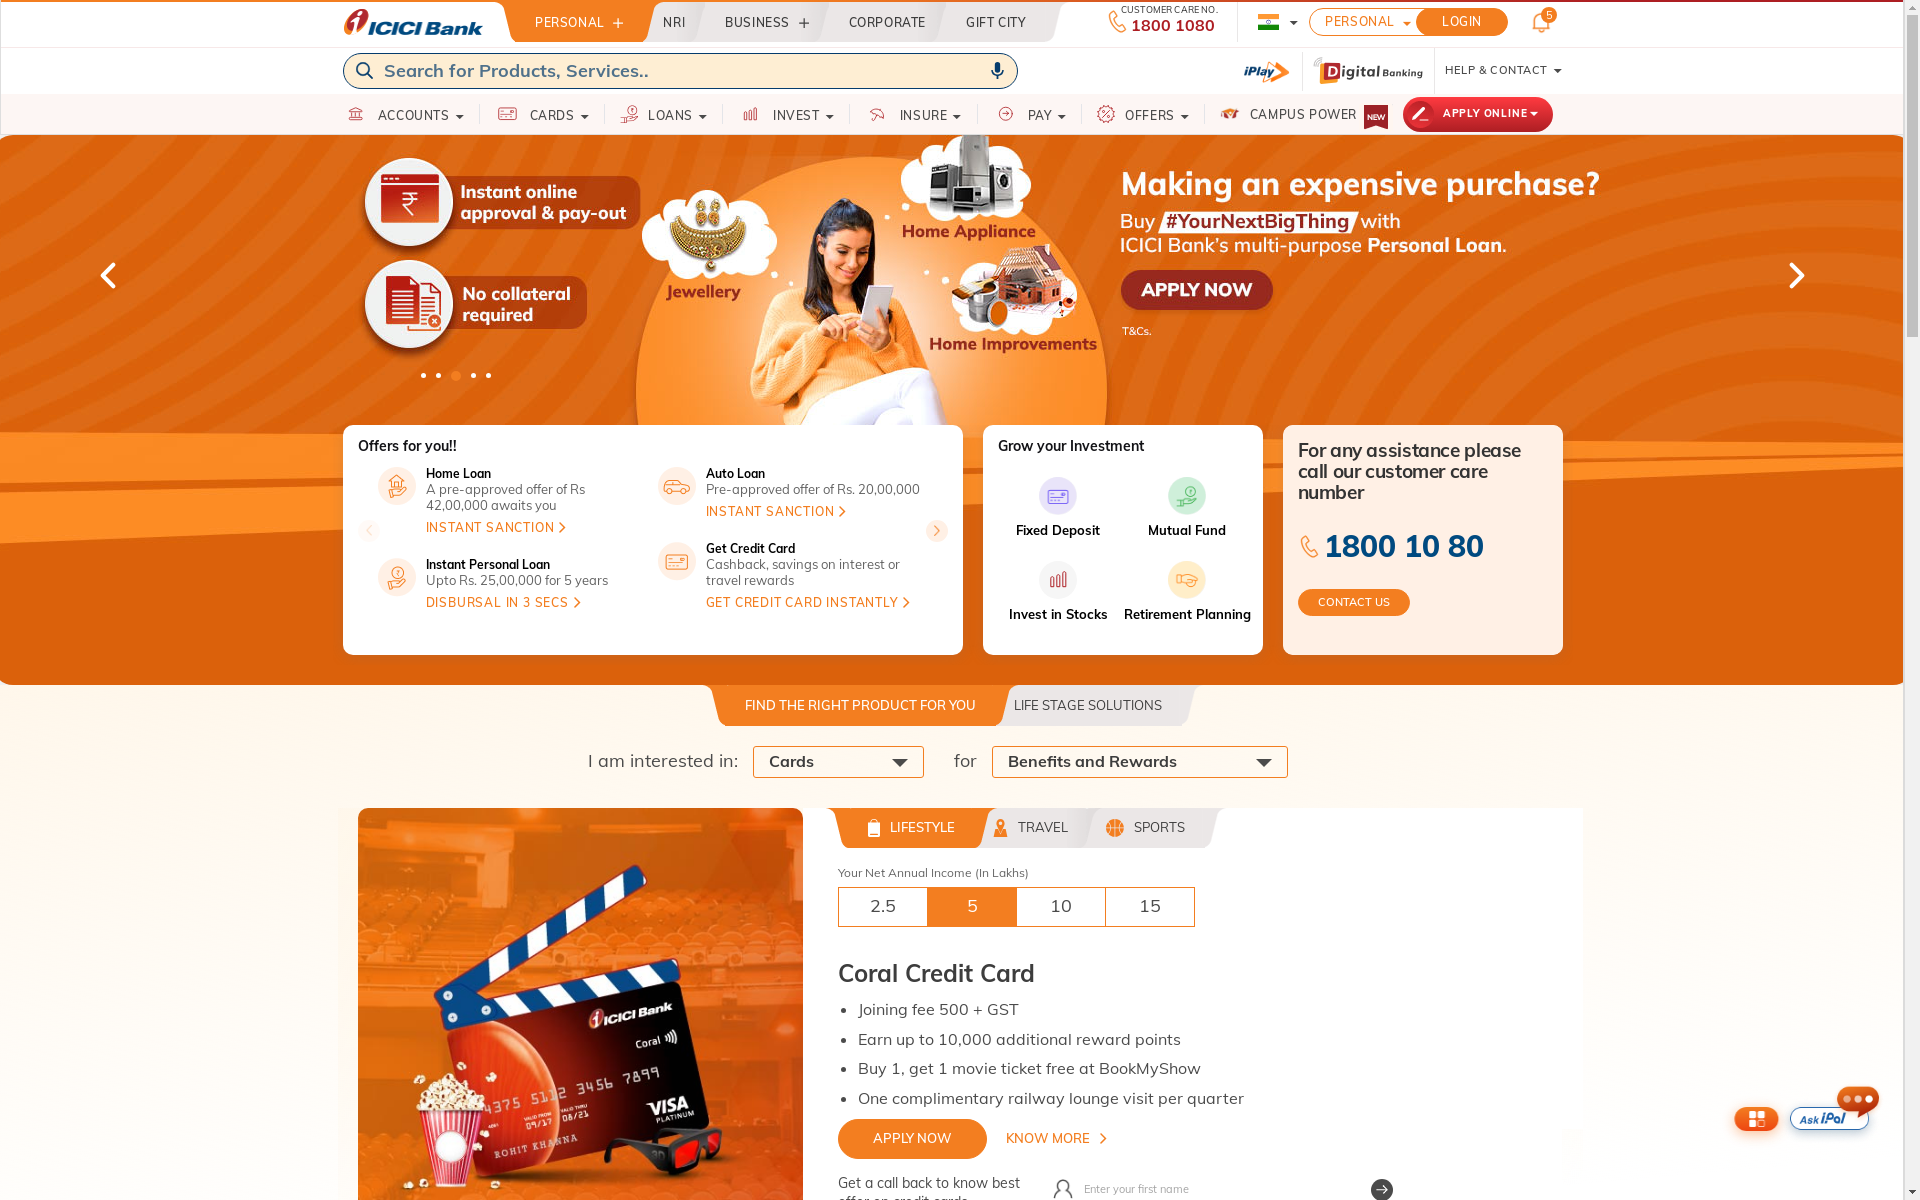 ICICI Bank
PERSONAL +
NRI
BUSINESS +
CORPORATE
GIFT CITY
CUSTOMER CARE NO.
1800 1080
PERSONAL
LOGIN
5
Search for Products, Services..
iPlay
Digital Banking
HELP & CONTACT
ACCOUNTS
CARDS
LOANS
INVEST
INSURE
PAY
OFFERS
CAMPUS POWER
NEW
APPLY ONLINE
Instant online
approval & pay-out
No collateral
required
Jewellery
Home Appliance
Home Improvements
Making an expensive purchase?
Buy #YourNextBigThing with
ICICI Bank's multi-purpose Personal Loan.
APPLY NOW
T&Cs.
Offers for you!!
Home Loan
A pre-approved offer of Rs
42,00,000 awaits you
INSTANT SANCTION
Instant Personal Loan
Upto Rs. 25,00,000 for 5 years
DISBURSAL IN 3 SECS
Auto Loan
Pre-approved offer of Rs. 20,00,000
INSTANT SANCTION
Get Credit Card
Cashback, savings on interest or
travel rewards
GET CREDIT CARD INSTANTLY
Grow your Investment
Fixed Deposit
Mutual Fund
Invest in Stocks
Retirement Planning
For any assistance please
call our customer care
number
1800 10 80
CONTACT US
FIND THE RIGHT PRODUCT FOR YOU
LIFE STAGE SOLUTIONS
I am interested in:
Cards
for
Benefits and Rewards
LIFESTYLE
TRAVEL
SPORTS
Your Net Annual Income (In Lakhs)
2.5
5
10
15
Coral Credit Card
• Joining fee 500 + GST
• Earn up to 10,000 additional reward points
• Buy 1, get 1 movie ticket free at BookMyShow
• One complimentary railway lounge visit per quarter
APPLY NOW
KNOW MORE
Get a call back to know best
offer on credit cards
Enter your first name
ICICI Bank
Coral
4375 5112 3456 7899
VALID FROM
09/17
VALID THRU
08/21
ROHIT KHANNA
VISA
PLATINUM
3D
Ask iPal